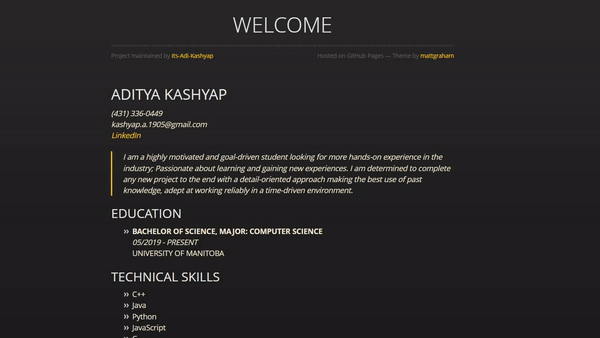 WELCOME
Project maintained by its-Adi-Kashyap
Hosted on GitHub Pages — Theme by mattgraham
ADITYA KASHYAP
(431) 336-0449
kashyap.a.1905@gmail.com
LinkedIn
I am a highly motivated and goal-driven student looking for more hands-on experience in the
industry; Passionate about learning and gaining new experiences. I am determined to complete
any new project to the end with a detail-oriented approach making the best use of past
knowledge, adept at working reliably in a time-driven environment.
EDUCATION
» BACHELOR OF SCIENCE, MAJOR: COMPUTER SCIENCE
05/2019 - PRESENT
UNIVERSITY OF MANITOBA
TECHNICAL SKILLS
» C++
» Java
» Python
» JavaScript